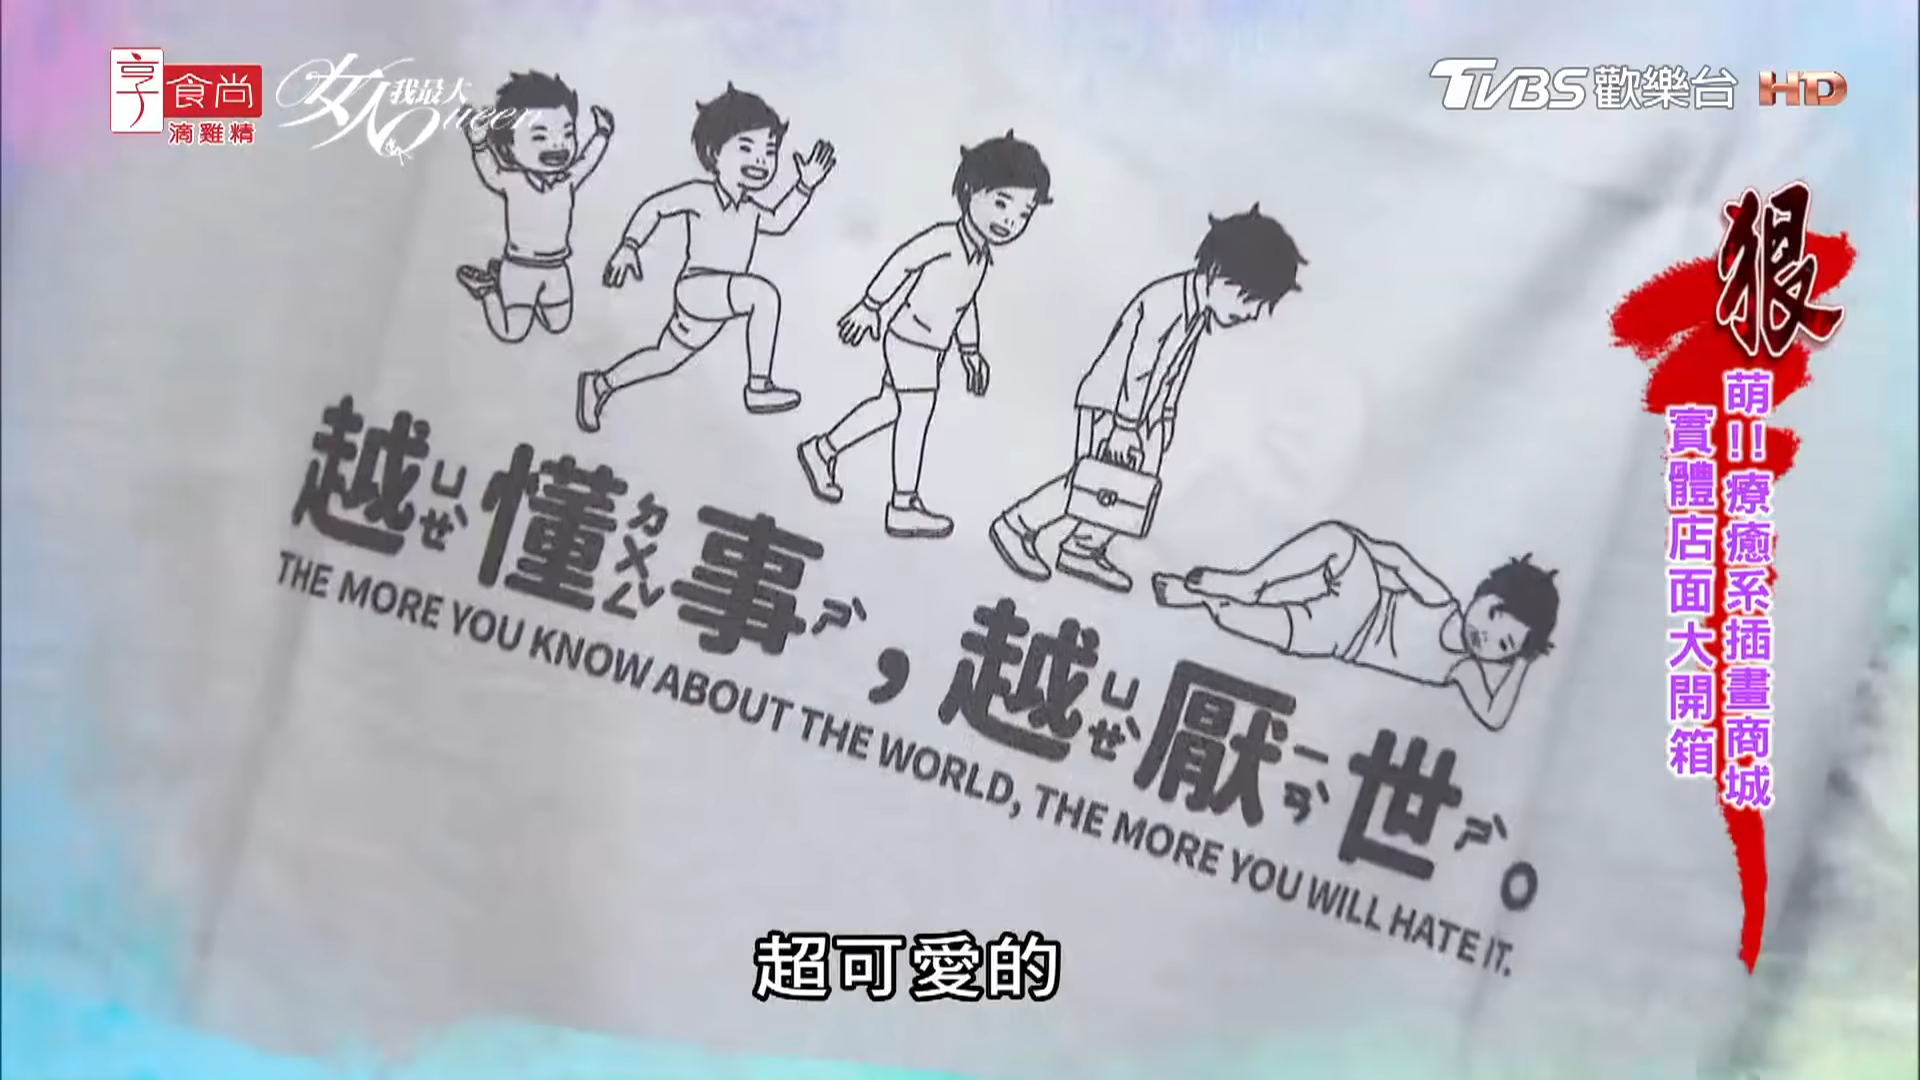 享食尚
滴雞精
女人我最大
Queen
TVBS歡樂台 HD
狠
萌!!療癒系插畫商城
實體店面大開箱
越ㄩㄝˋ懂ㄉㄨㄥˇ事ㄕˋ，越ㄩㄝˋ厭ㄧㄢˋ世ㄕˋ。
THE MORE YOU KNOW ABOUT THE WORLD, THE MORE YOU WILL HATE IT.
超可愛的